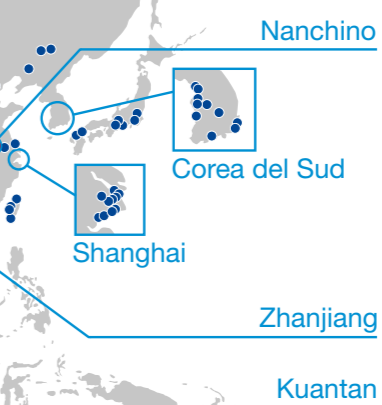 Nanchino
Corea del Sud
Shanghai
Zhanjiang
Kuantan